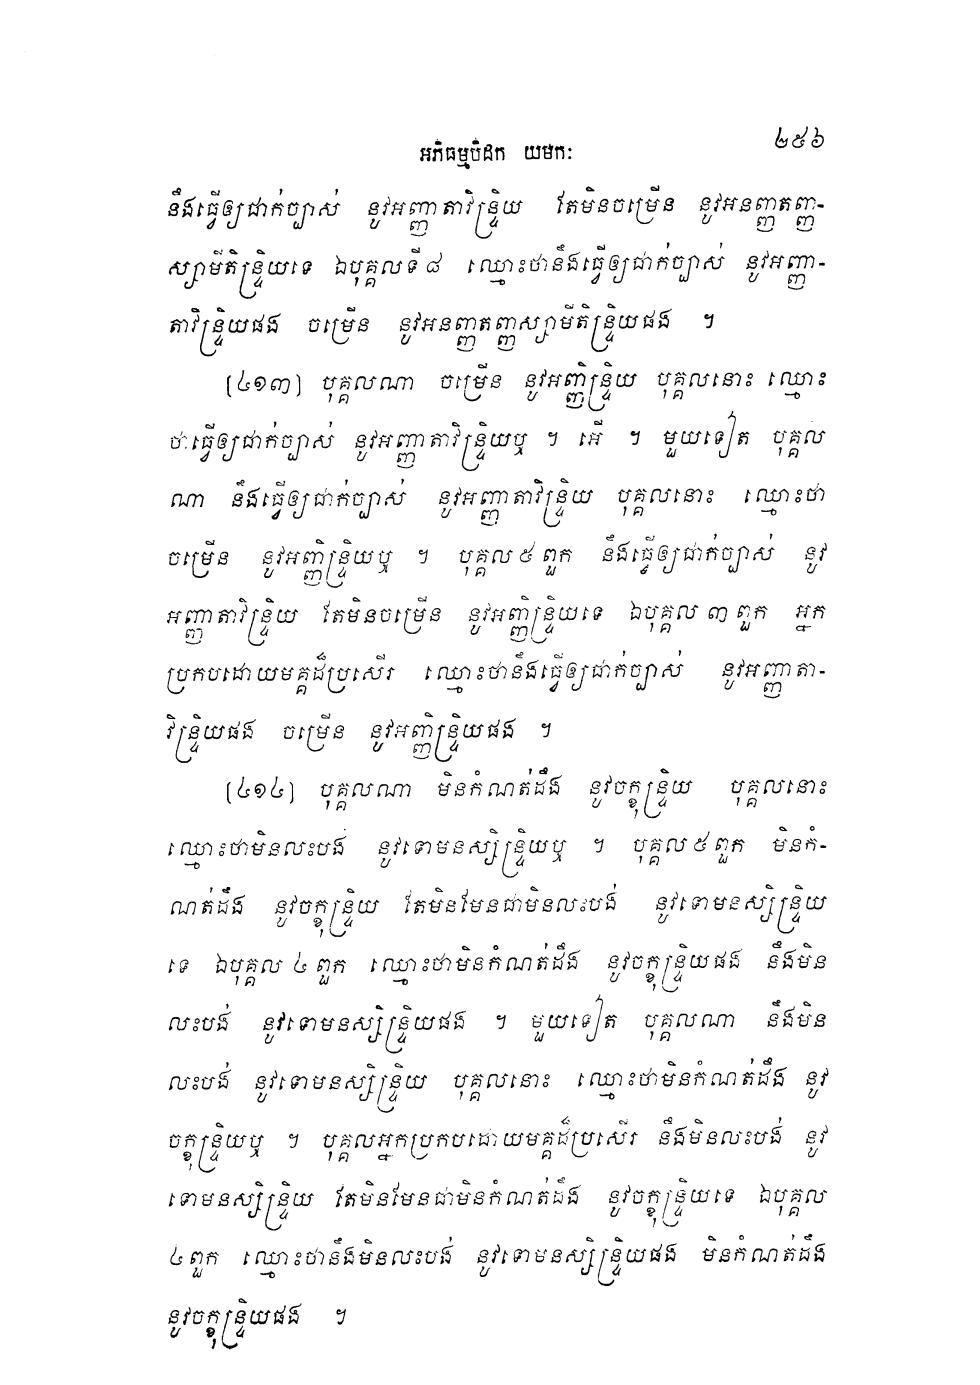 អភិធម្មបិដក យមកៈ
២៥៦
នឹងធ្វើឲ្យជាក់ច្បាស់ នូវអញ្ញាតាវិន្ទ្រិយ តែមិនចម្រើន នូវអនញ្ញតញ្ញ-
ស្សាមីតិន្ទ្រិយទេ ឯបុគ្គលទី៨ ឈ្មោះថានឹងធ្វើឲ្យជាក់ច្បាស់ នូវអញ្ញា-
តាវិន្ទ្រិយផង ចម្រើន នូវអនញ្ញតញ្ញស្សាមីតិន្ទ្រិយផង ។
(៤១៣) បុគ្គលណា ចម្រើន នូវអញ្ញិន្ទ្រិយ បុគ្គលនោះ ឈ្មោះ
ថាធ្វើឲ្យជាក់ច្បាស់ នូវអញ្ញាតាវិន្ទ្រិយឬ ។ អើ ។ មួយទៀត បុគ្គល
ណា នឹងធ្វើឲ្យជាក់ច្បាស់ នូវអញ្ញាតាវិន្ទ្រិយ បុគ្គលនោះ ឈ្មោះថា
ចម្រើន នូវអញ្ញិន្ទ្រិយឬ ។ បុគ្គល៥ពួក នឹងធ្វើឲ្យជាក់ច្បាស់ នូវ
អញ្ញាតាវិន្ទ្រិយ តែមិនចម្រើន នូវអញ្ញិន្ទ្រិយទេ ឯបុគ្គល៣ពួក អ្នក
ប្រកបដោយមគ្គដ៏ប្រសើរ ឈ្មោះថានឹងធ្វើឲ្យជាក់ច្បាស់ នូវអញ្ញាតា-
វិន្ទ្រិយផង ចម្រើន នូវអញ្ញិន្ទ្រិយផង ។
(៤១៤) បុគ្គលណា មិនកំណត់ដឹង នូវចក្ខុន្ទ្រិយ បុគ្គលនោះ
ឈ្មោះថាមិនលះបង់ នូវទោមនស្សិន្ទ្រិយឬ ។ បុគ្គល៥ពួក មិនកំ-
ណត់ដឹង នូវចក្ខុន្ទ្រិយ តែមិនមែនជាមិនលះបង់ នូវទោមនស្សិន្ទ្រិយ
ទេ ឯបុគ្គល៤ពួក ឈ្មោះថាមិនកំណត់ដឹង នូវចក្ខុន្ទ្រិយផង នឹងមិន
លះបង់ នូវទោមនស្សិន្ទ្រិយផង ។ មួយទៀត បុគ្គលណា នឹងមិន
លះបង់ នូវទោមនស្សិន្ទ្រិយ បុគ្គលនោះ ឈ្មោះថាមិនកំណត់ដឹង នូវ
ចក្ខុន្ទ្រិយឬ ។ បុគ្គលអ្នកប្រកបដោយមគ្គដ៏ប្រសើរ នឹងមិនលះបង់ នូវ
ទោមនស្សិន្ទ្រិយ តែមិនមែនជាមិនកំណត់ដឹង នូវចក្ខុន្ទ្រិយទេ ឯបុគ្គល
៤ពួក ឈ្មោះថានឹងមិនលះបង់ នូវទោមនស្សិន្ទ្រិយផង មិនកំណត់ដឹង
នូវចក្ខុន្ទ្រិយផង ។